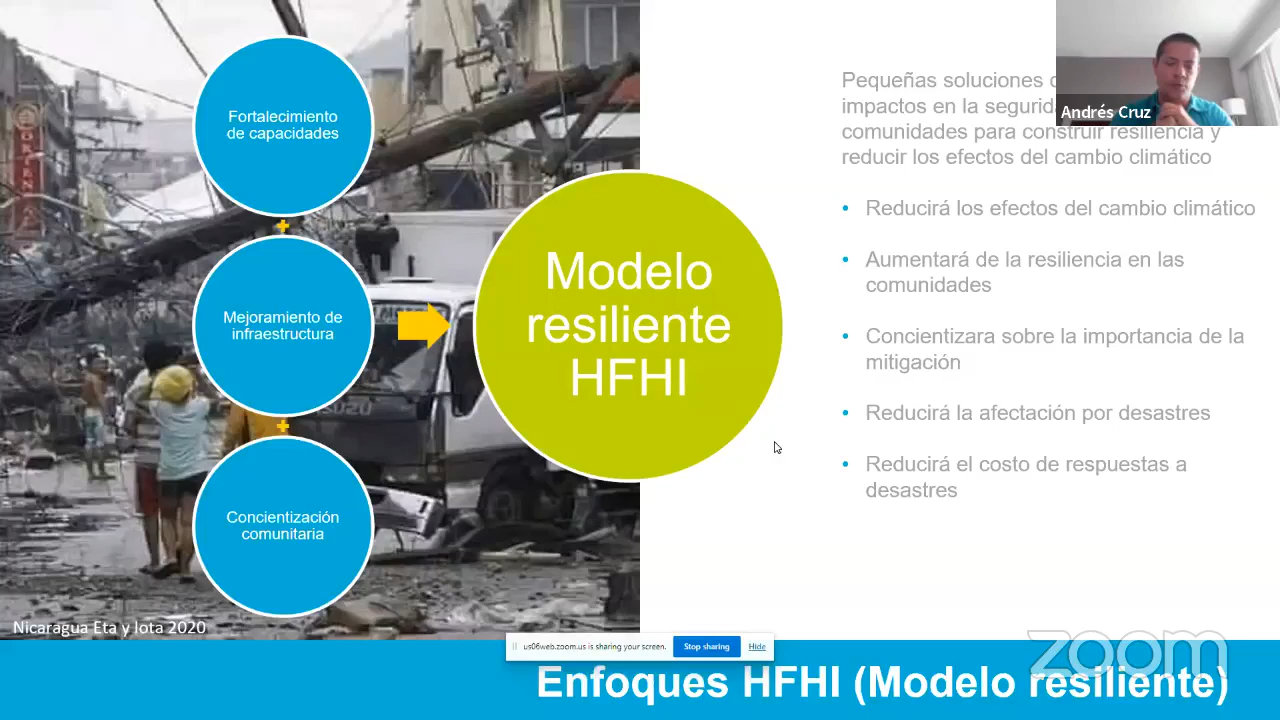 Fortalecimiento
de capacidades
+
Mejoramiento de
infraestructura
+
Concientización
comunitaria
Modelo
resiliente
HFHI
ISUZU
Nicaragua Eta y Iota 2020
Andrés Cruz
Pequeñas soluciones
impactos en la
comunidades para construir resiliencia y
reducir los efectos del cambio climático
• Reducirá los efectos del cambio climático
• Aumentará de la resiliencia en las
comunidades
• Concientizara sobre la importancia de la
mitigación
• Reducirá la afectación por desastres
• Reducirá el costo de respuestas a
desastres
us06web.zoom.us is sharing your screen.
Stop sharing
Hide
zoom
Enfoques HFHI (Modelo resiliente)